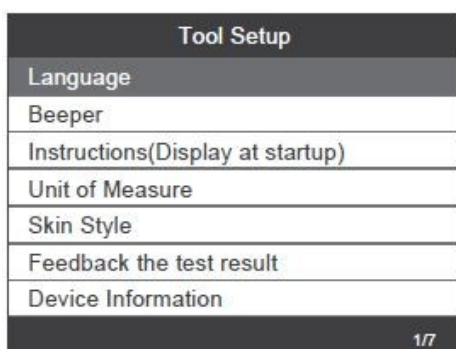 Tool Setup
Language
Beeper
Instructions(Display at startup)
Unit of Measure
Skin Style
Feedback the test result
Device Information
1/7